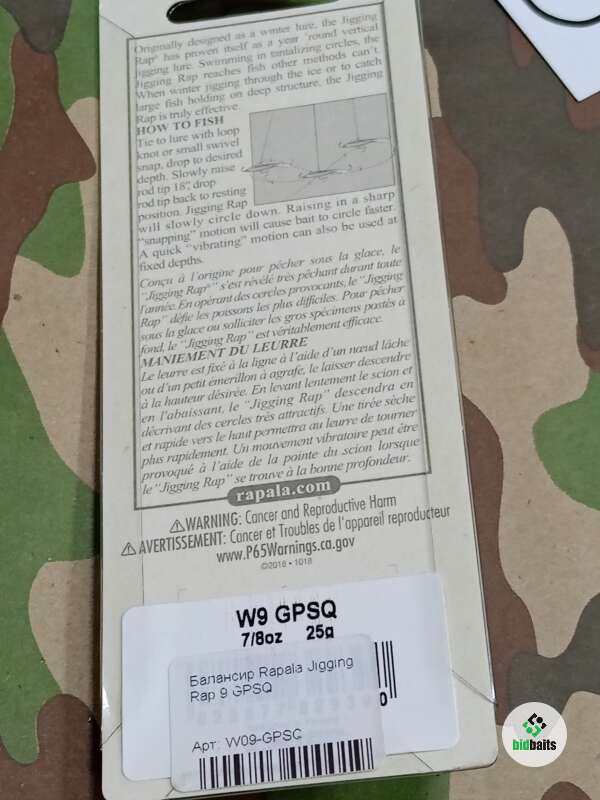 Originally designed as a winter lure, the Jigging
Rap® has proven itself as a year 'round vertical
jigging lure. Swimming in tantalizing circles, the
Jigging Rap reaches fish other methods can't.
When winter jigging through the ice or to catch
large fish holding on deep structure, the Jigging
Rap is truly effective.
HOW TO FISH
Tie to lure with loop
knot or small swivel
snap, drop to desired
depth. Slowly raise
rod tip 18", drop
rod tip back to resting
position. Jigging Rap
will slowly circle down. Raising in a sharp
"snapping" motion will cause bait to circle faster.
A quick "vibrating" motion can also be used at
fixed depths.
Conçu à l'origine pour pêcher sous la glace, le
"Jigging Rap®" s'est révélé très pêchant durant toute
l'année. En opérant des cercles provocants, le "Jigging
Rap" défie les poissons les plus difficiles. Pour pêcher
sous la glace ou solliciter les gros spécimens postés à
fond, le "Jigging Rap" est véritablement efficace.
MANIEMENT DU LEURRE
Le leurre est fixé à la ligne à l'aide d'un nœud lâche
ou d'un petit émerillon à agrafe, le laisser descendre
à la hauteur désirée. En levant lentement le scion et
en l'abaissant, le "Jigging Rap" descendra en
décrivant des cercles très attractifs. Une tirée sèche
et rapide vers le haut permettra au leurre de tourner
plus rapidement. Un mouvement vibratoire peut être
provoqué à l'aide de la pointe du scion lorsque
le "Jigging Rap" se trouve à la bonne profondeur.
rapala.com
⚠WARNING: Cancer and Reproductive Harm
⚠AVERTISSEMENT: Cancer et Troubles de l'appareil reproducteur
www.P65Warnings.ca.gov
©2018 • 1018
W9 GPSQ
7/8oz 25g
Балансир Rapala Jigging
Rap 9 GPSQ
0
Арт: W09-GPSQ
bidbaits